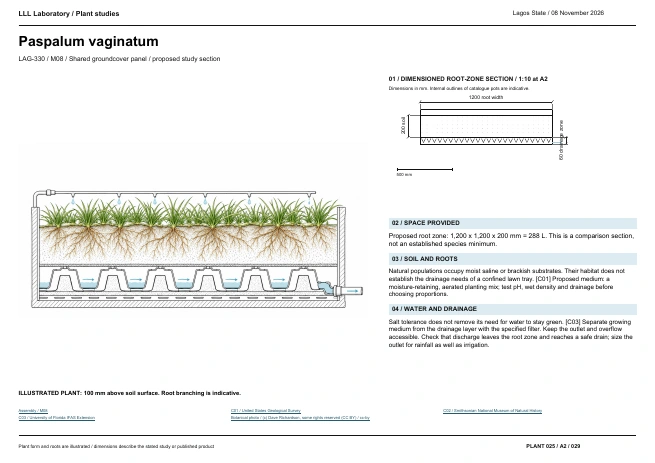 LLL Laboratory / Plant studies
Lagos State / 08 November 2026
Paspalum vaginatum
LAG-330 / M08 / Shared groundcover panel / proposed study section
01 / DIMENSIONED ROOT-ZONE SECTION / 1:10 at A2
Dimensions in mm. Internal outlines of catalogue pots are indicative.
1200 root width
200 soil
60 drainage zone
500 mm
02 / SPACE PROVIDED
Proposed root zone: 1,200 x 1,200 x 200 mm = 288 L. This is a comparison section,
not an established species minimum.
03 / SOIL AND ROOTS
Natural populations occupy moist saline or brackish substrates. Their habitat does not
establish the drainage needs of a confined lawn tray. [C01] Proposed medium: a
moisture-retaining, aerated planting mix; test pH, wet density and drainage before
choosing proportions.
04 / WATER AND DRAINAGE
Salt tolerance does not remove its need for water to stay green. [C03] Separate growing
medium from the drainage layer with the specified filter. Keep the outlet and overflow
accessible. Check that discharge leaves the root zone and reaches a safe drain; size the
outlet for rainfall as well as irrigation.
ILLUSTRATED PLANT: 100 mm above soil surface. Root branching is indicative.
Assembly / M08
C01 / United States Geological Survey
C02 / Smithsonian National Museum of Natural History
C03 / University of Florida IFAS Extension
Botanical photo / (c) Dave Richardson, some rights reserved (CC BY) / cc-by
Plant form and roots are illustrated / dimensions describe the stated study or published product
PLANT 025 / A2 / 029